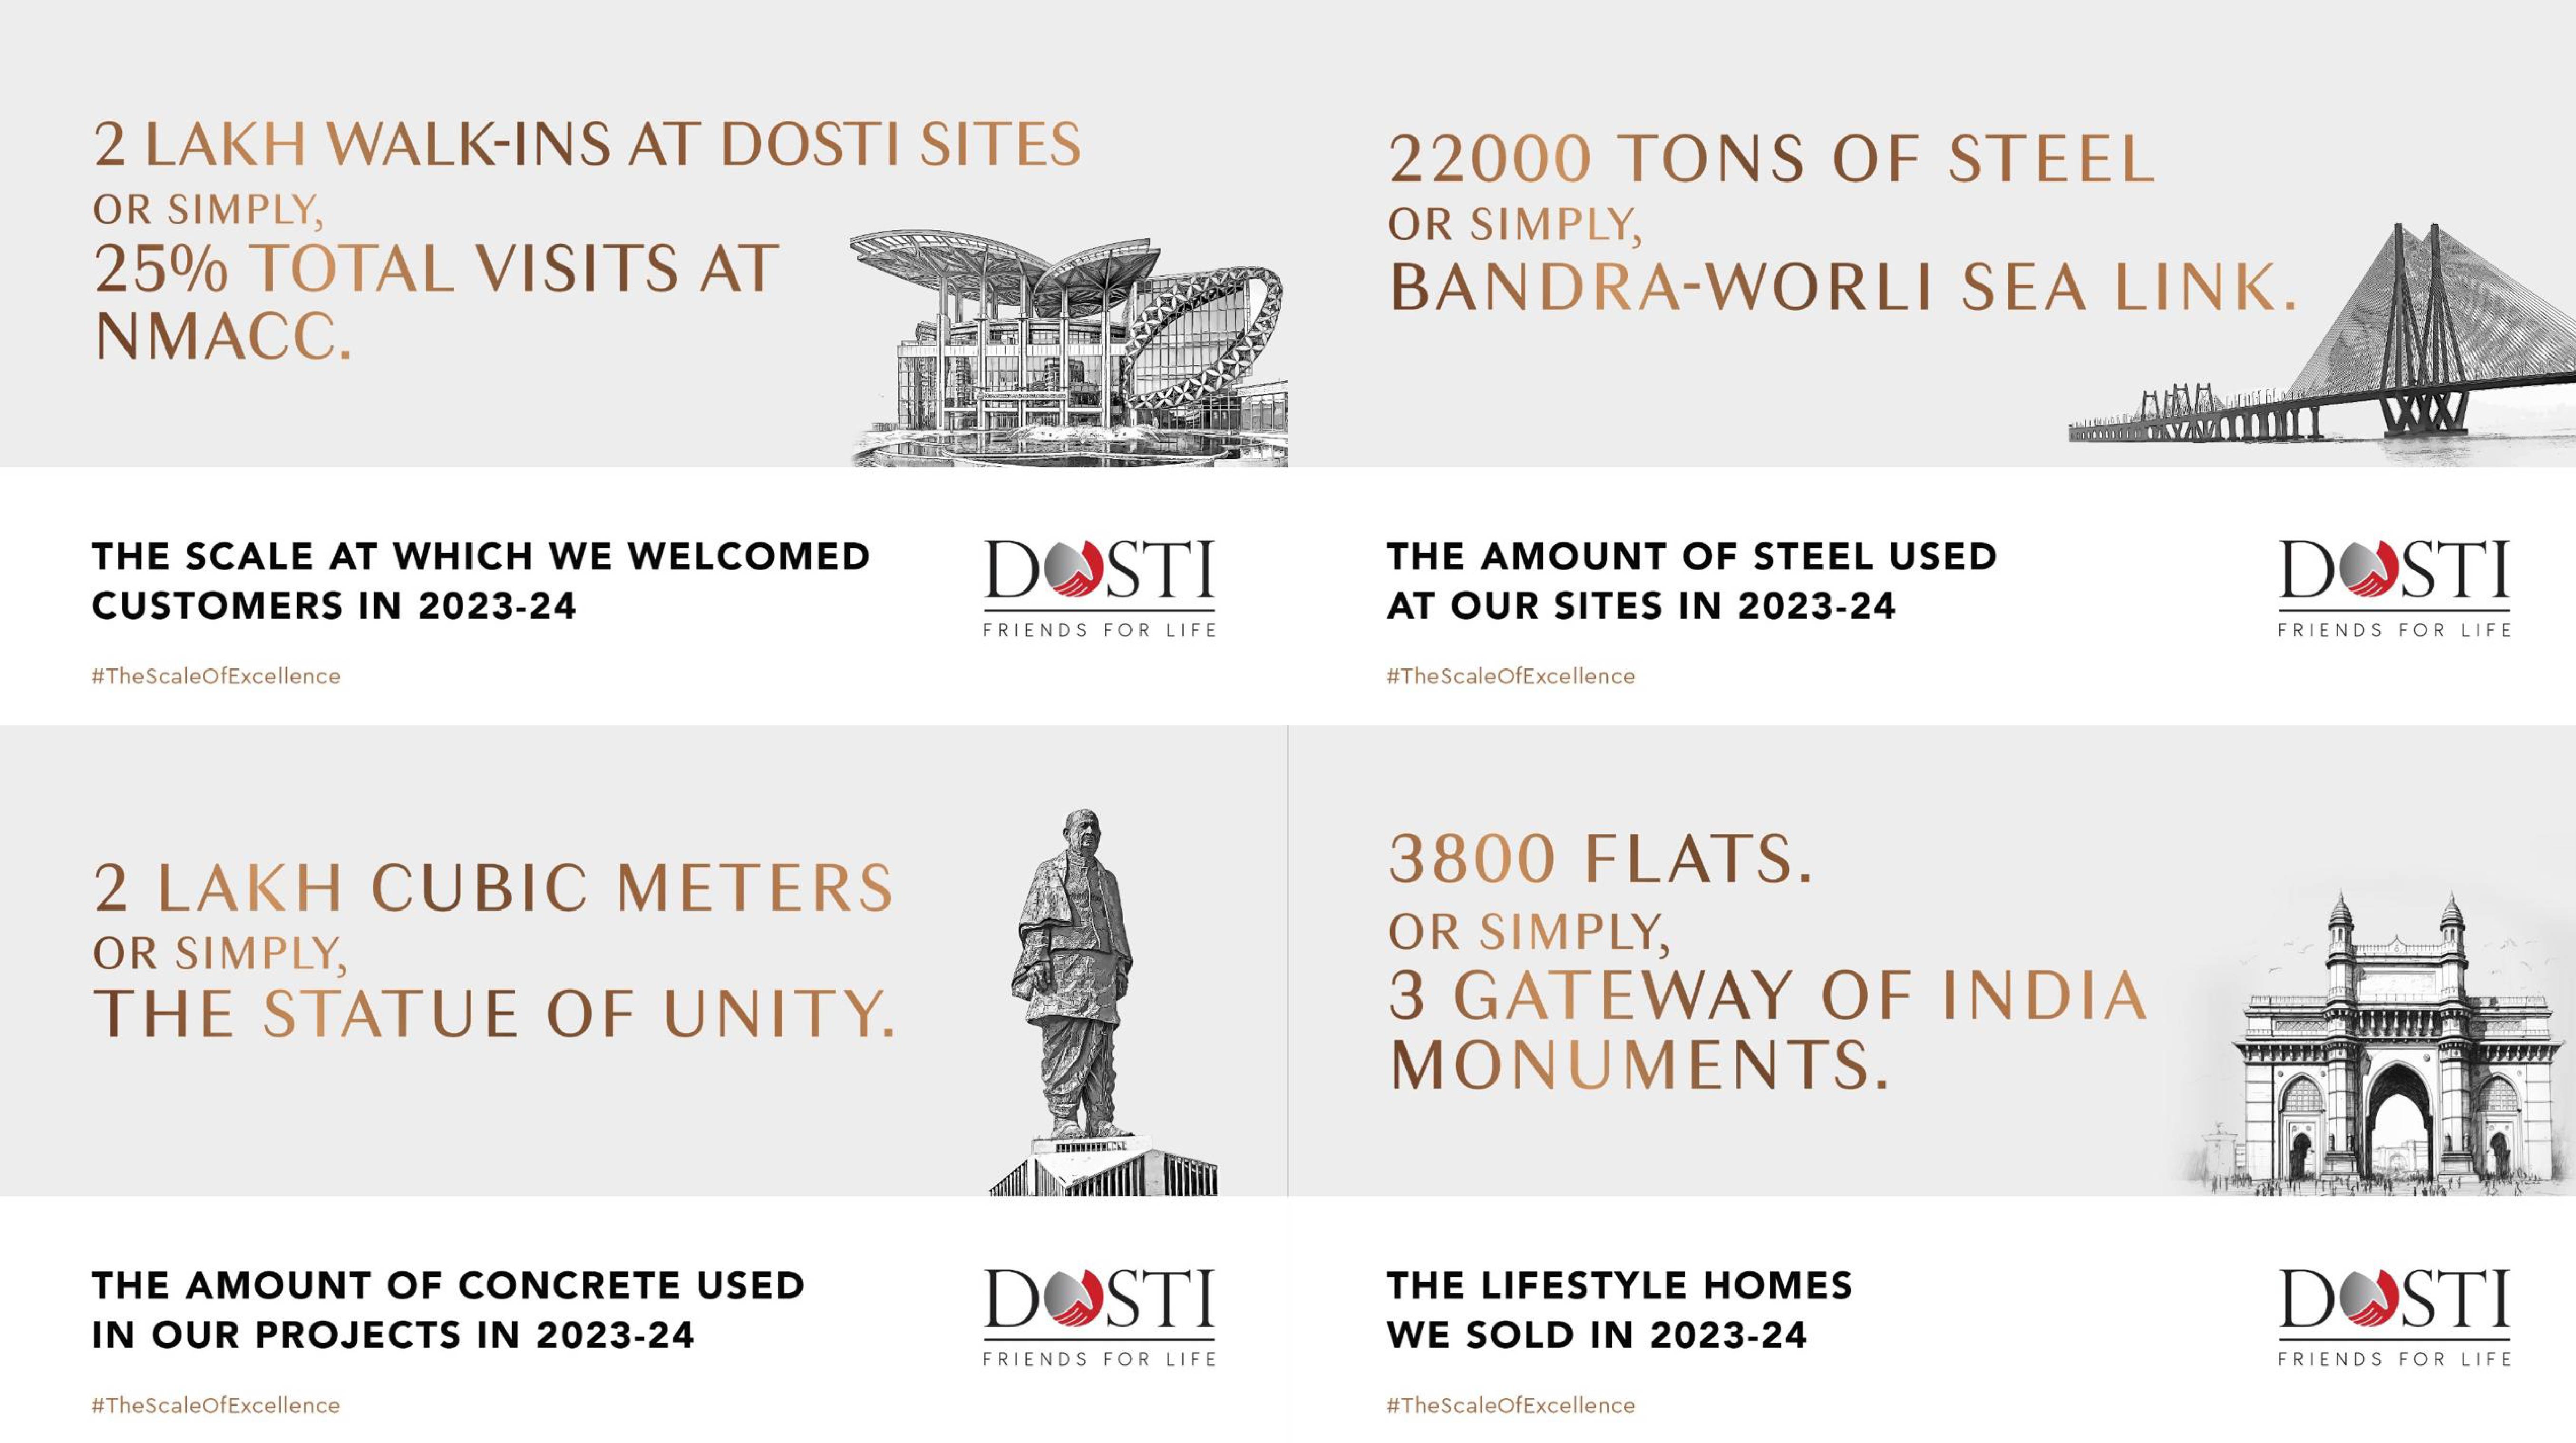 2 LAKH WALK-INS AT DOSTI SITES
OR SIMPLY,
25% TOTAL VISITS AT
NMACC.
THE SCALE AT WHICH WE WELCOMED
CUSTOMERS IN 2023-24
#TheScaleOfExcellence
DOSTI
FRIENDS FOR LIFE
22000 TONS OF STEEL
OR SIMPLY,
BANDRA-WORLI SEA LINK.
THE AMOUNT OF STEEL USED
AT OUR SITES IN 2023-24
#TheScaleOfExcellence
DOSTI
FRIENDS FOR LIFE
2 LAKH CUBIC METERS
OR SIMPLY,
THE STATUE OF UNITY.
THE AMOUNT OF CONCRETE USED
IN OUR PROJECTS IN 2023-24
#TheScaleOfExcellence
DOSTI
FRIENDS FOR LIFE
3800 FLATS.
OR SIMPLY,
3 GATEWAY OF INDIA
MONUMENTS.
THE LIFESTYLE HOMES
WE SOLD IN 2023-24
#TheScaleOfExcellence
DOSTI
FRIENDS FOR LIFE